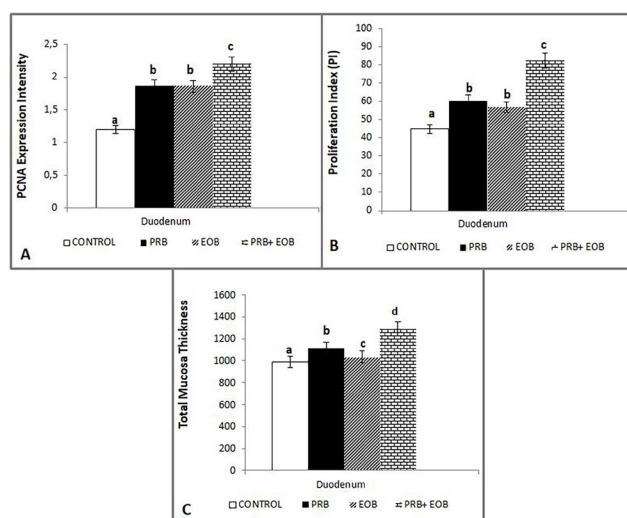 PCNA Expression Intensity
2,5
2
1,5
1
,5
0
a
b
b
c
Duodenum
CONTROL PRB EOB PRB+ EOB
A
Proliferation Index (PI)
100
90
80
70
60
50
40
30
20
10
0
a
b
b
c
Duodenum
CONTROL PRB EOB PRB+ EOB
B
Total Mucosa Thickness
1600
1400
1200
1000
800
600
400
200
0
a
b
c
d
Duodenum
CONTROL PRB EOB PRB+ EOB
C